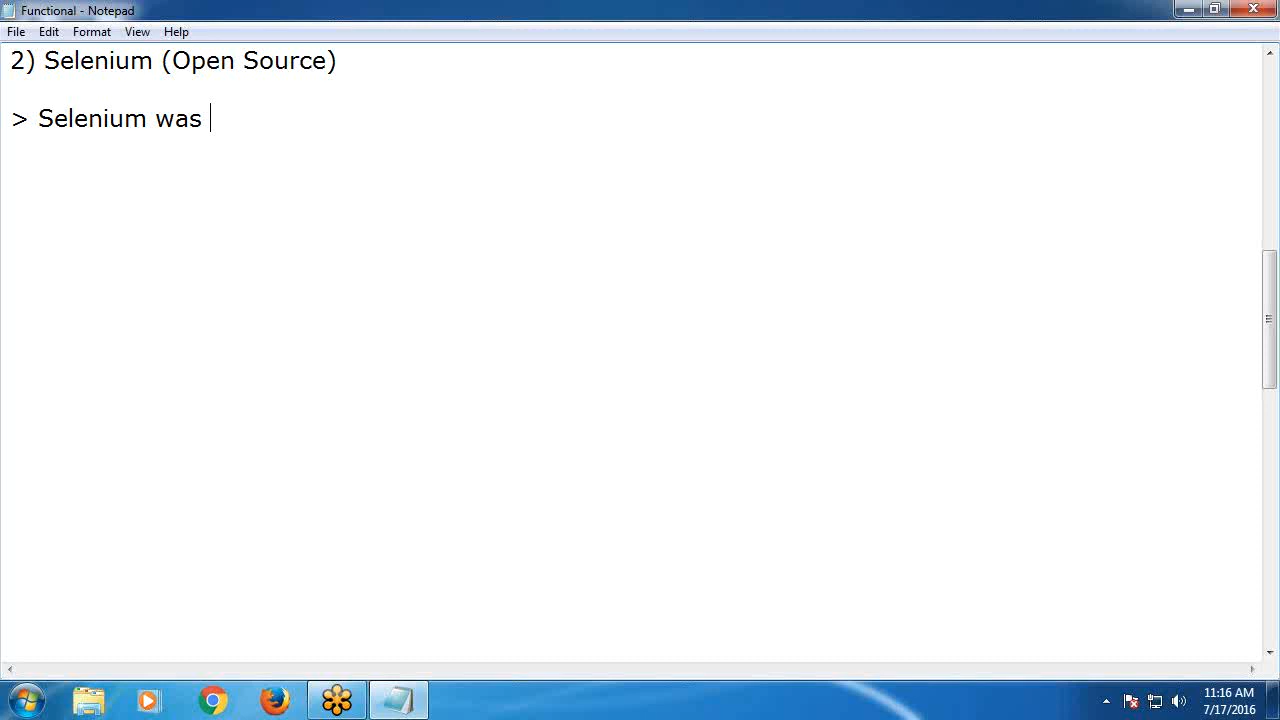 Functional - Notepad
File Edit Format View Help
2) Selenium (Open Source)
> Selenium was
11:16 AM
7/17/2016